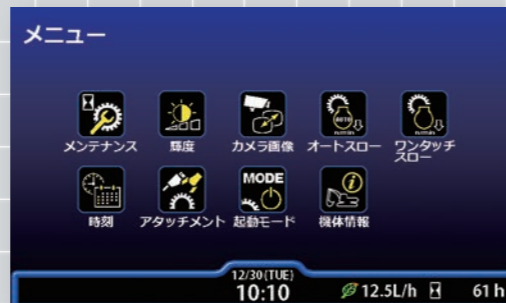 メニュー
メンテナンス
輝度
カメラ画像
AUTO
オートスロー
ワンタッチ
スロー
時刻
アタッチメント
MODE
起動モード
機体情報
12/30(TUE)
10:10
12.5L/h
61h